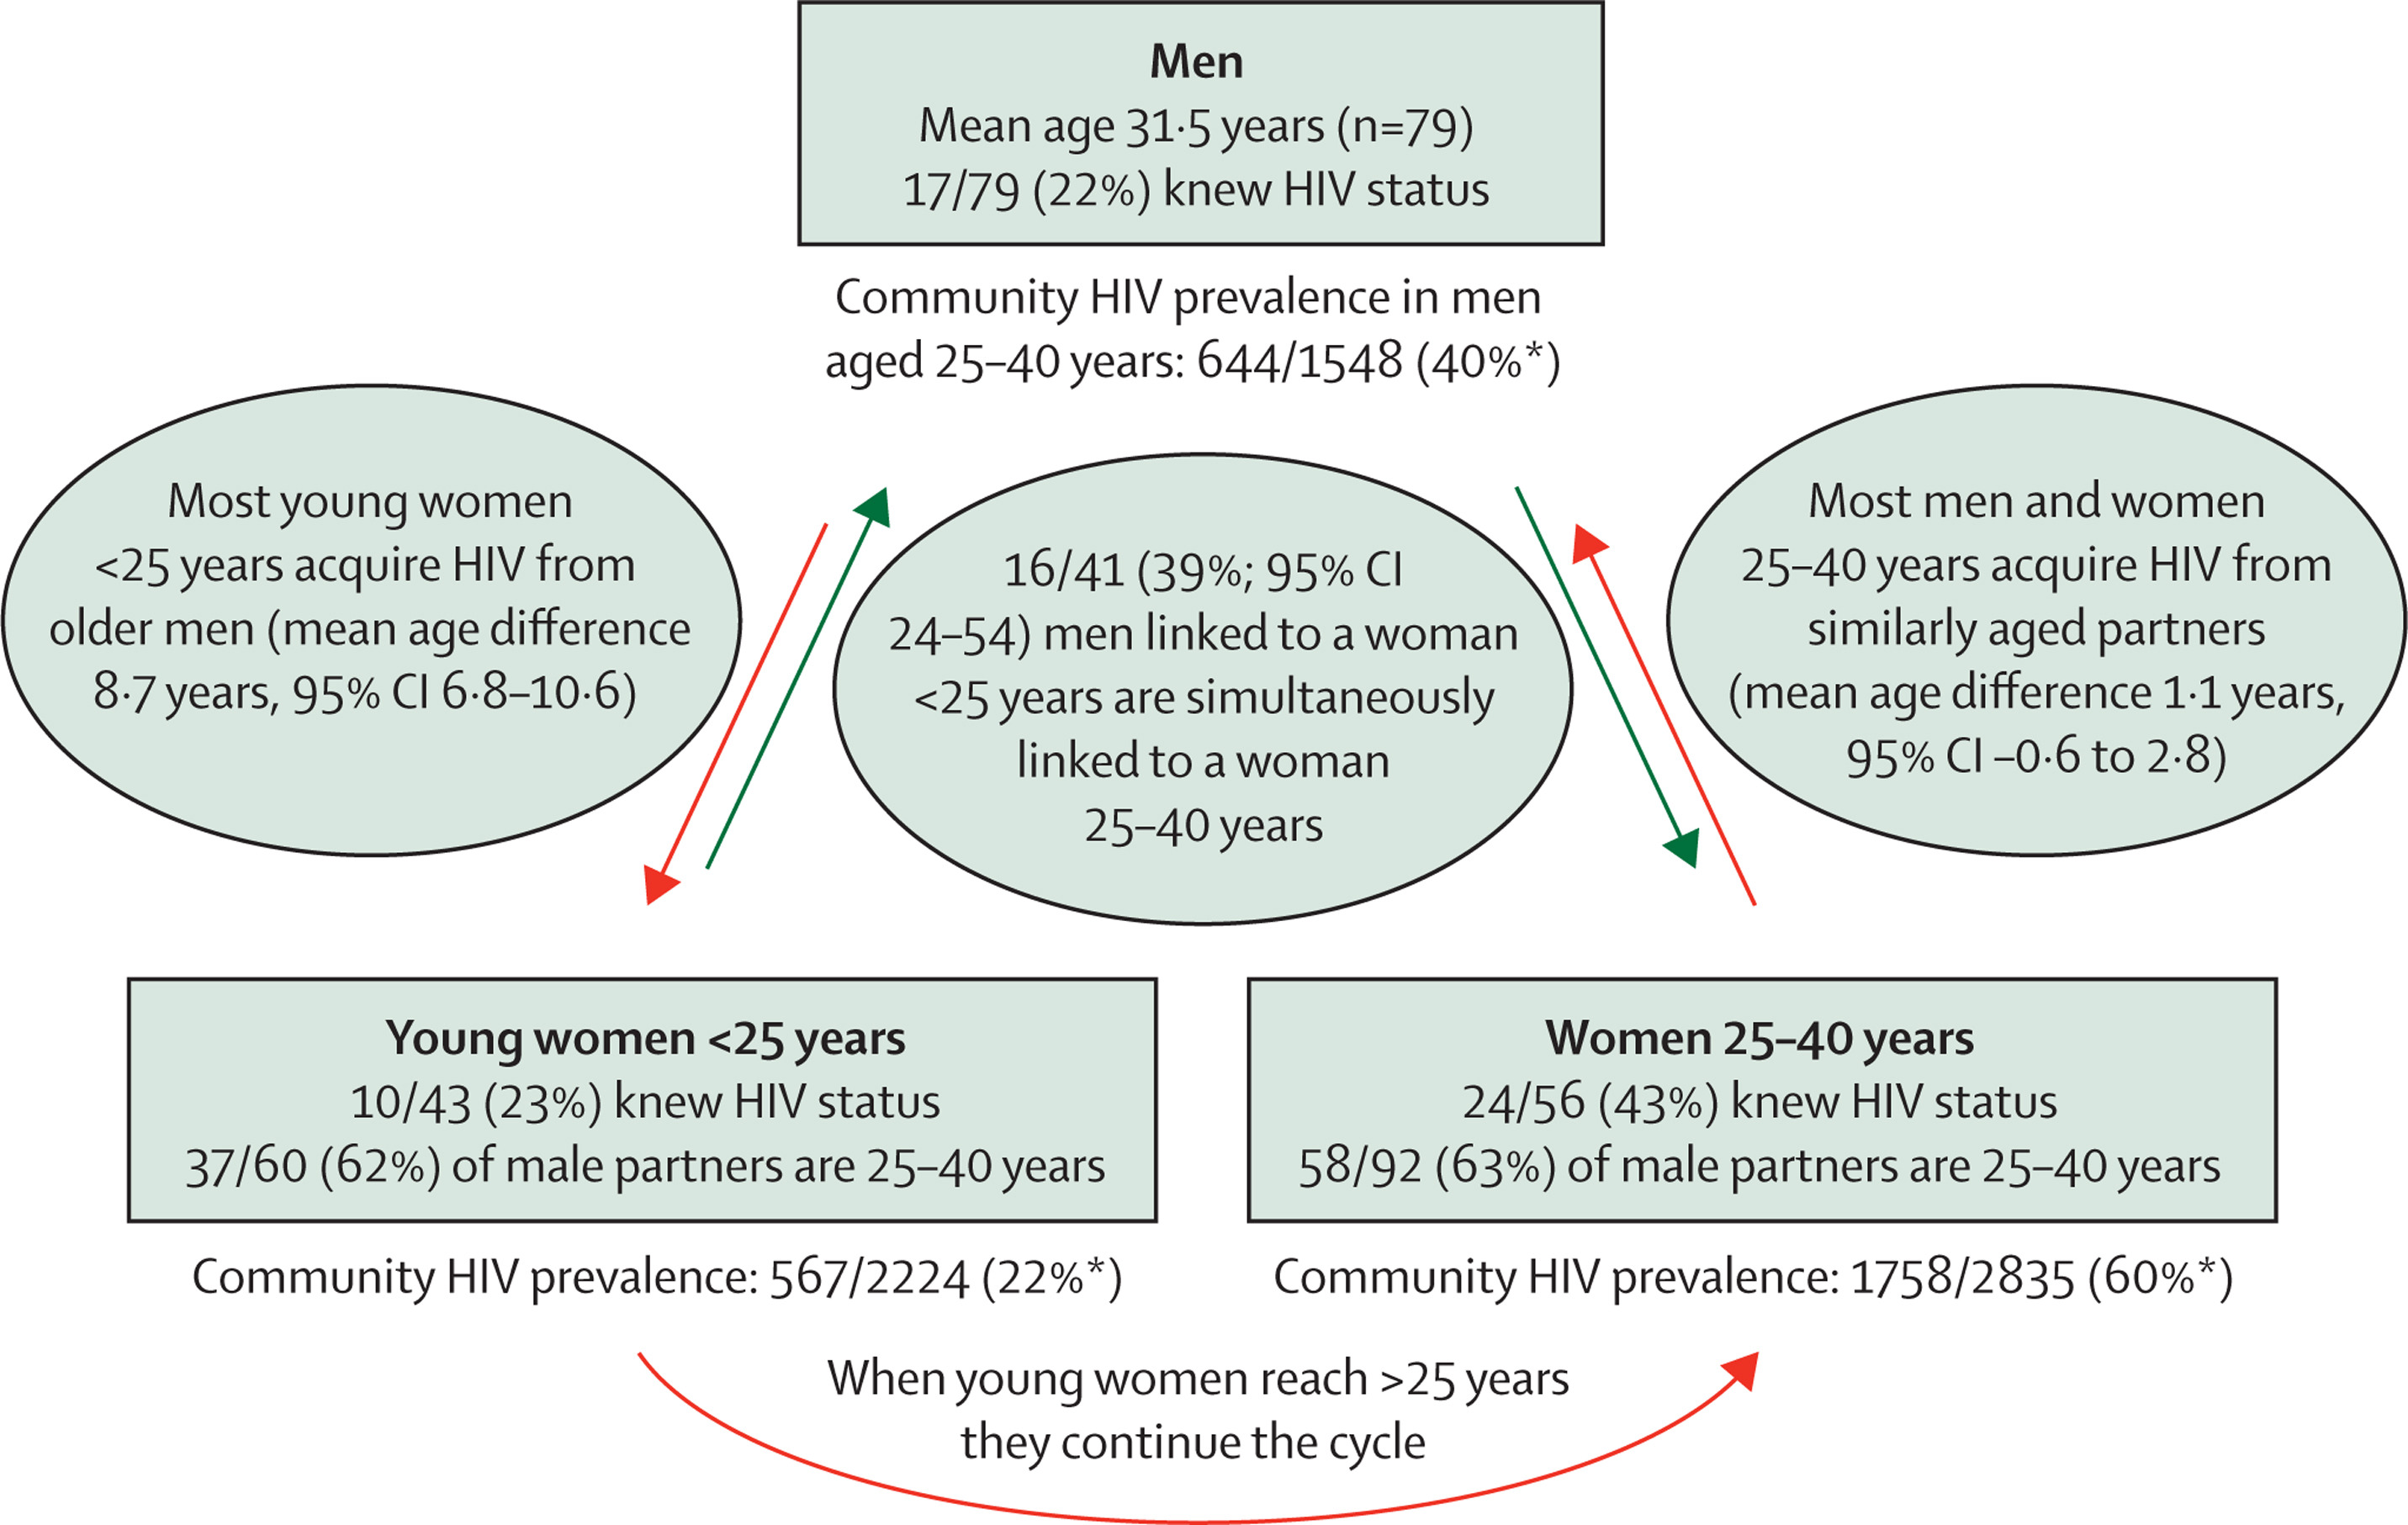 Men
Mean age 31·5 years (n=79)
17/79 (22%) knew HIV status
Community HIV prevalence in men
aged 25–40 years: 644/1548 (40%*)
Most young women
<25 years acquire HIV from
older men (mean age difference
8·7 years, 95% CI 6·8–10·6)
16/41 (39%; 95% CI
24–54) men linked to a woman
<25 years are simultaneously
linked to a woman
25–40 years
Most men and women
25–40 years acquire HIV from
similarly aged partners
(mean age difference 1·1 years,
95% CI –0·6 to 2·8)
Young women <25 years
10/43 (23%) knew HIV status
37/60 (62%) of male partners are 25–40 years
Community HIV prevalence: 567/2224 (22%*)
Women 25–40 years
24/56 (43%) knew HIV status
58/92 (63%) of male partners are 25–40 years
Community HIV prevalence: 1758/2835 (60%*)
When young women reach >25 years
they continue the cycle